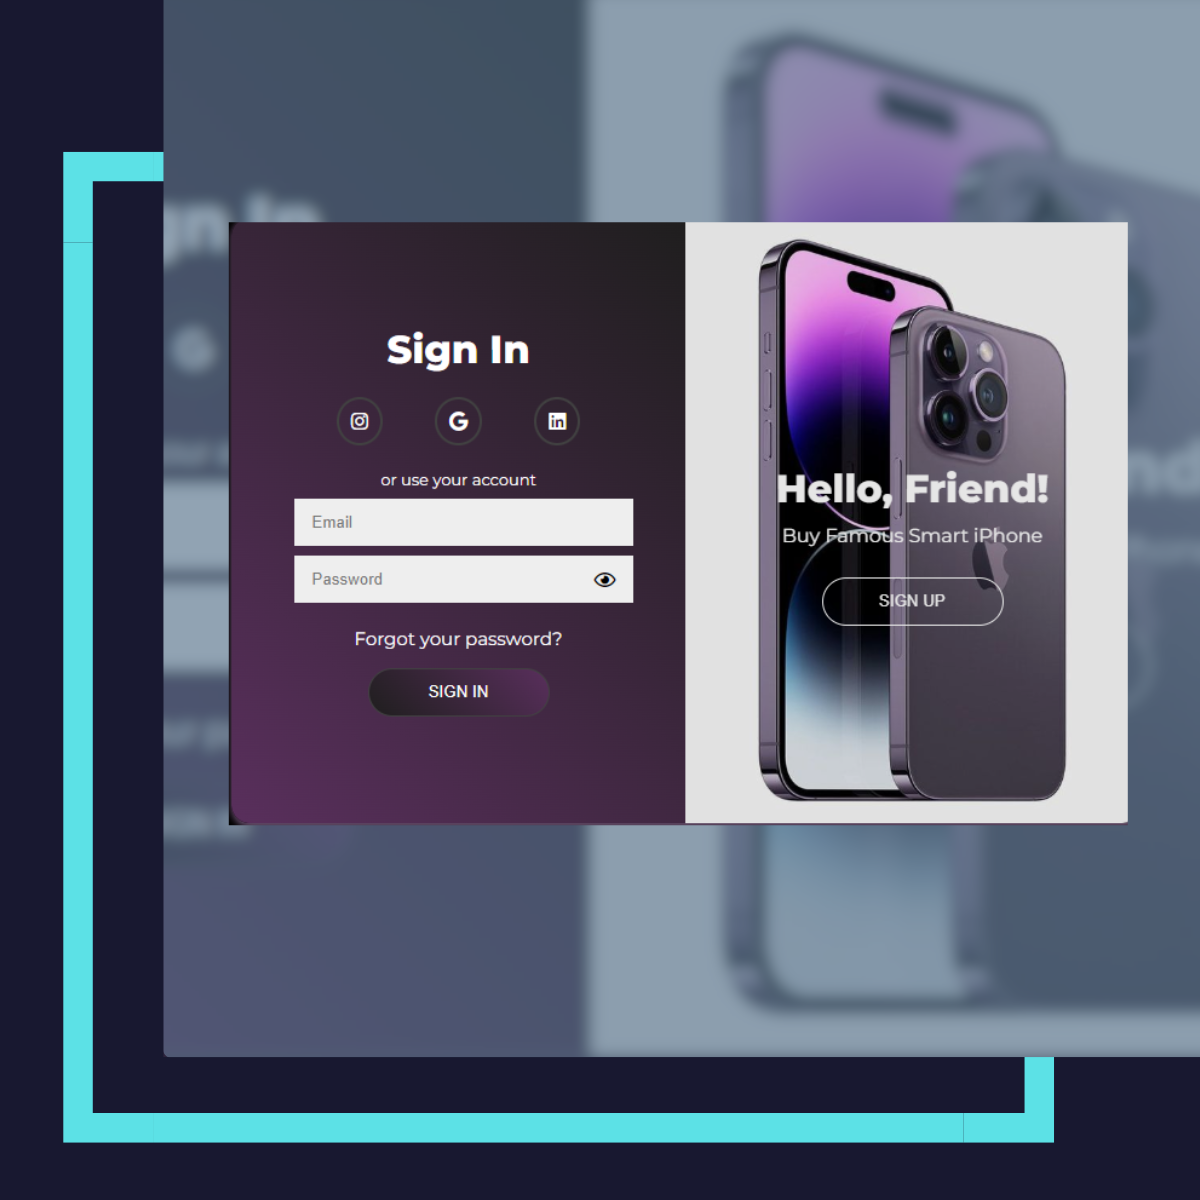 Sign In
or use your account
Email
Password
Forgot your password?
SIGN IN
Hello, Friend!
Buy Famous Smart iPhone
SIGN UP